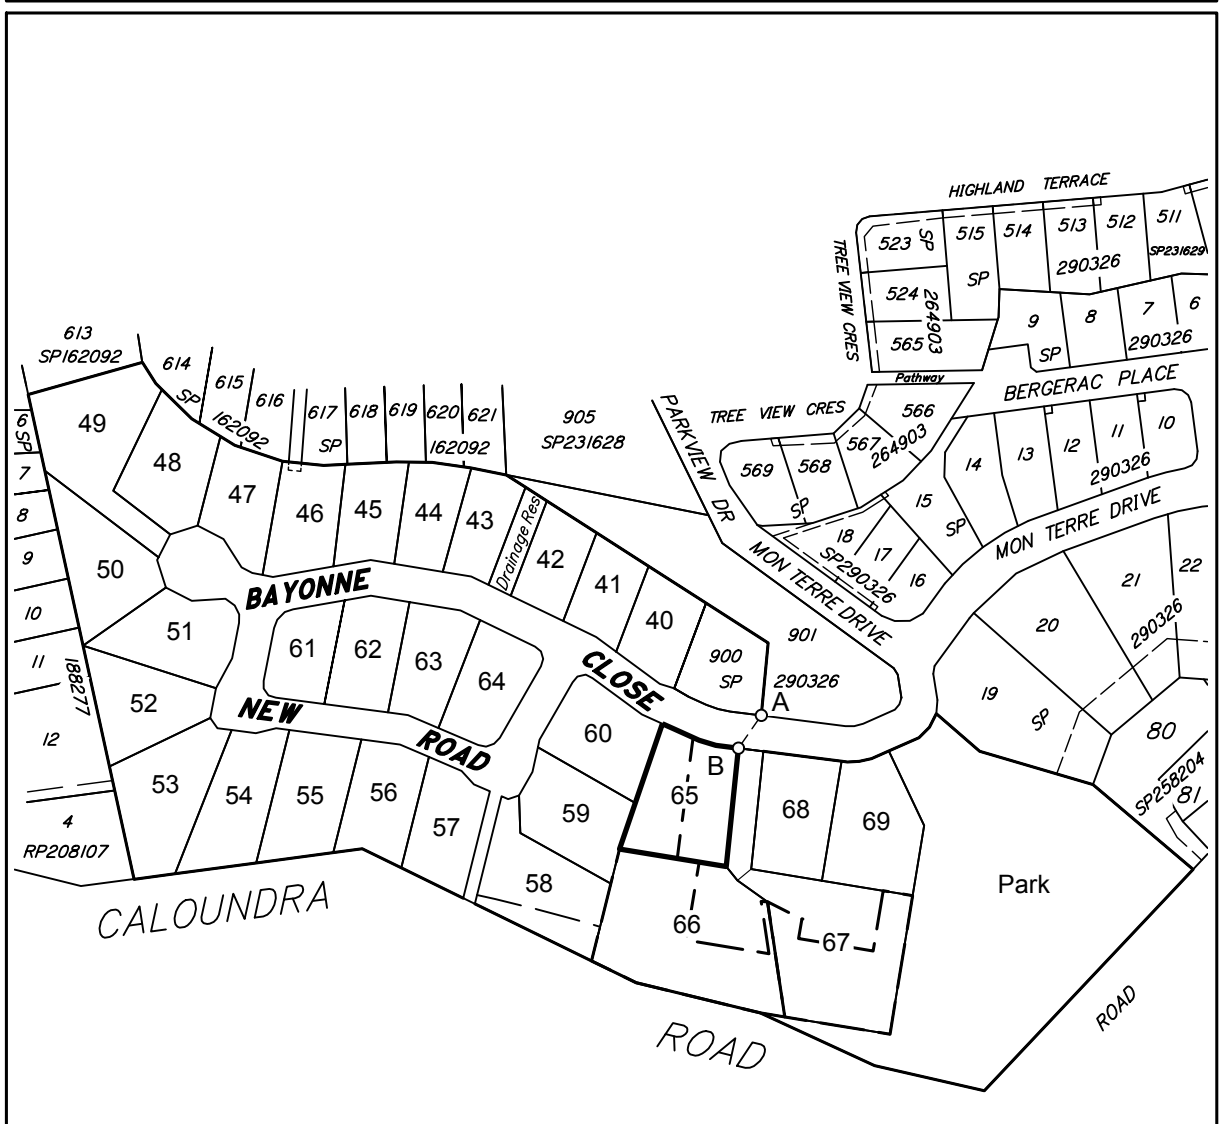 HIGHLAND TERRACE
TREE VIEW CRES
523
SP
515
514
513
512
511
SP231629
290326
SP
524
264903
565
9
8
7
6
SP
290326
Pathway
BERGERAC PLACE
613
SP162092
614
SP
615
616
162092
617
618
619
620
621
SP
162092
905
SP231628
PARKVIEW DR
TREE VIEW CRES
566
567
264903
569
568
SP
14
13
12
11
10
290326
15
SP
18
17
16
SP290326
MON TERRE DRIVE
MON TERRE DRIVE
6
SP
7
8
9
10
11
188277
12
4
RP208107
49
48
47
46
45
44
43
Drainage Res
42
41
40
900
SP
901
290326
A
B
50
51
52
53
54
55
56
57
58
59
60
61
62
63
64
65
66
67
68
69
BAYONNE
CLOSE
NEW
ROAD
19
20
21
22
290326
SP
80
SP258204
81
Park
CALOUNDRA
ROAD
ROAD